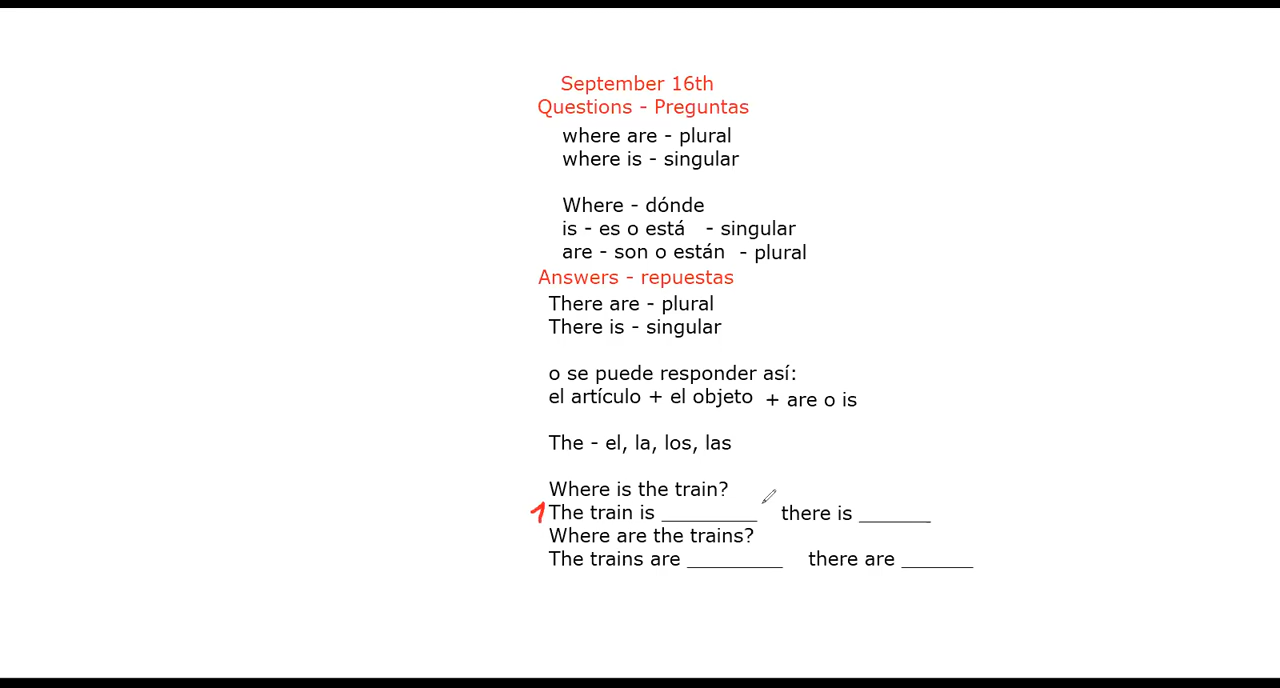 September 16th
Questions - Preguntas
where are - plural
where is - singular
Where - dónde
is - es o está - singular
are - son o están - plural
Answers - repuestas
There are - plural
There is - singular
o se puede responder así:
el artículo + el objeto + are o is
The - el, la, los, las
Where is the train?
1 The train is _________ there is _______
Where are the trains?
The trains are _________ there are _______